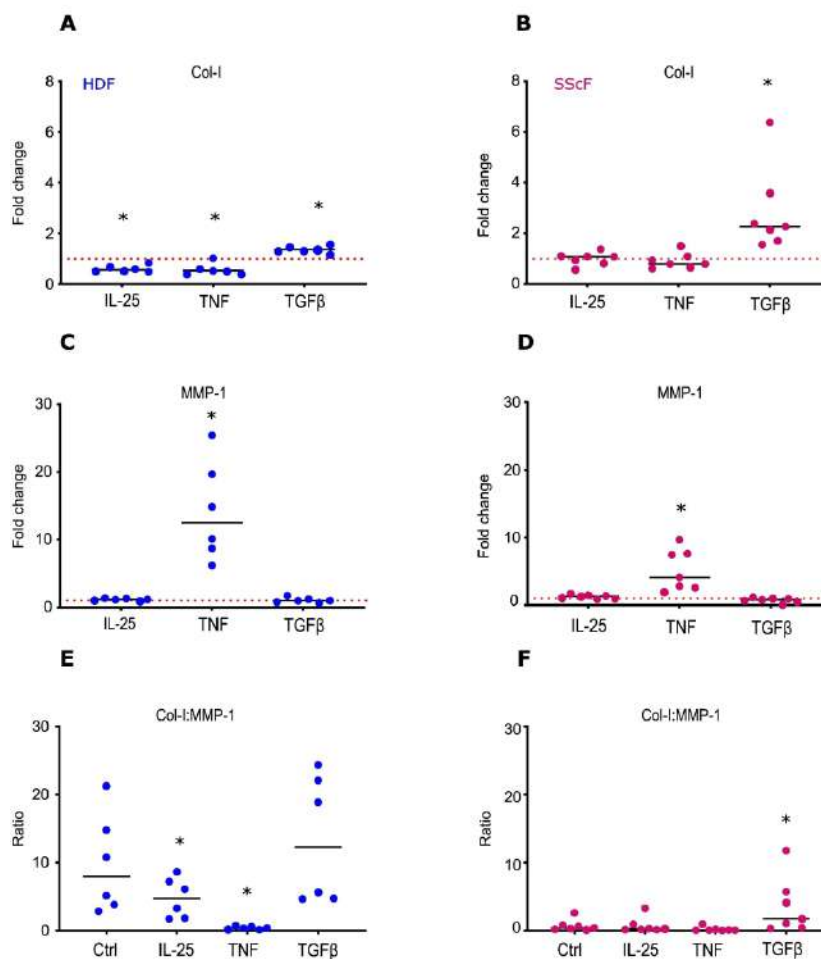 A
HDF
Col-I
Fold change
8
6
4
2
0
*
*
*
IL-25
TNF
TGFβ
B
SScF
Col-I
Fold change
8
6
4
2
0
*
IL-25
TNF
TGFβ
C
MMP-1
Fold change
30
20
10
0
*
IL-25
TNF
TGFβ
D
MMP-1
Fold change
30
20
10
0
*
IL-25
TNF
TGFβ
E
Col-I:MMP-1
Ratio
30
20
10
0
*
*
Ctrl
IL-25
TNF
TGFβ
F
Col-I:MMP-1
Ratio
30
20
10
0
*
Ctrl
IL-25
TNF
TGFβ